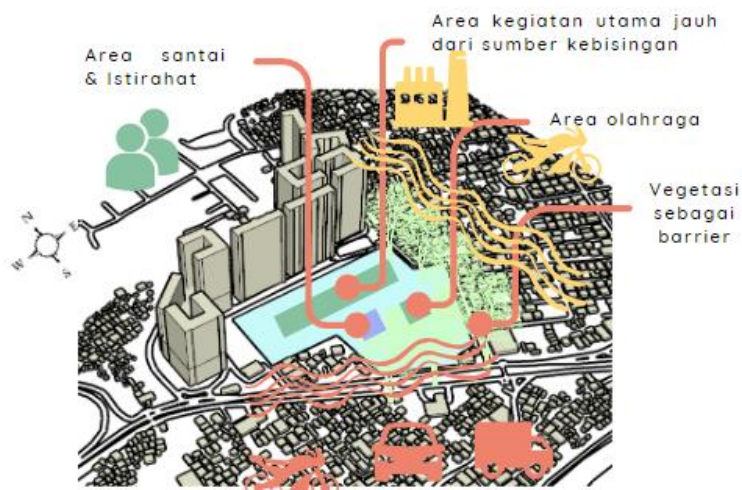 Area kegiatan utama jauh
dari sumber kebisingan
Area santai
& Istirahat
Area olahraga
Vegetasi
sebagai
barrier
N
E
W
S